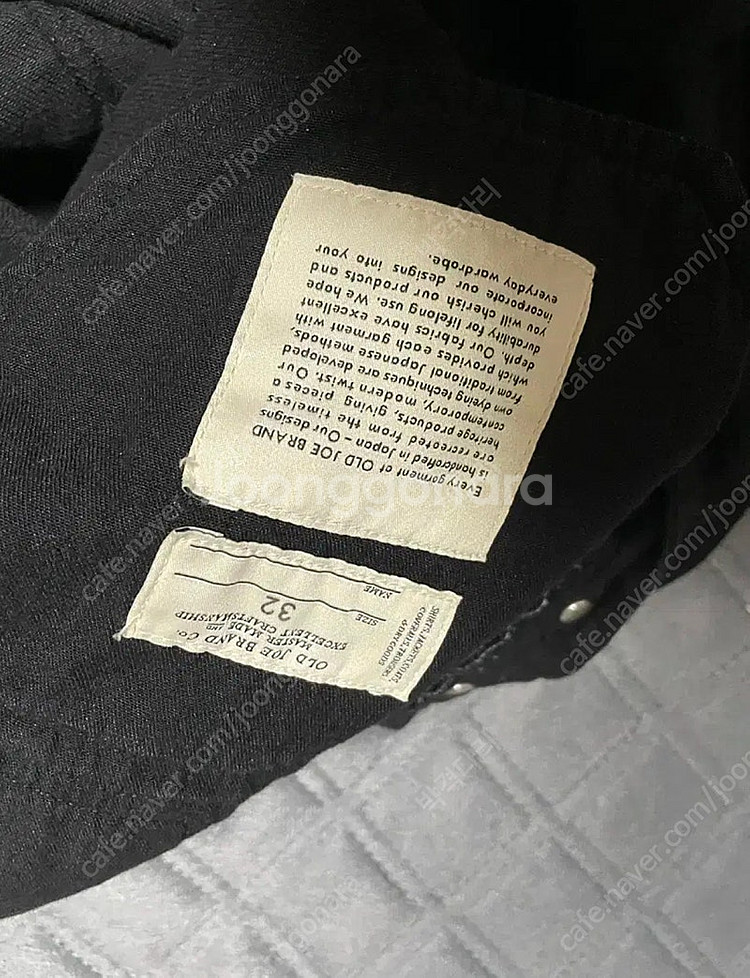 Every garment of OLD JOE BRAND
is handcrafted in Japan – Our designs
are recreated from the timeless
heritage products, giving pieces a
contemporary, modern twist. Our
own dyeing techniques are developed
from traditional Japanese methods,
which provides each garment with
depth. Our fabrics have excellent
durability for lifelong use. We hope
you will cherish our products and
incorporate our designs into your
everyday wardrobe.
OLD JOE BRAND Co.
MASTER MADE AND
EXCELLENT CRAFTSMANSHIP
SHIRTS, JACKETS, COATS,
COVERALLS, TROUSERS,
& DRY GOODS
SIZE 32
NAME
joonggonara
cafe.naver.com/joonggonara
cafe.naver.com/joonggonara
cafe.naver.com/joonggonara
cafe.naver.com/joonggonara
cafe.naver.com/joonggonara
cafe.naver.com/joonggonara